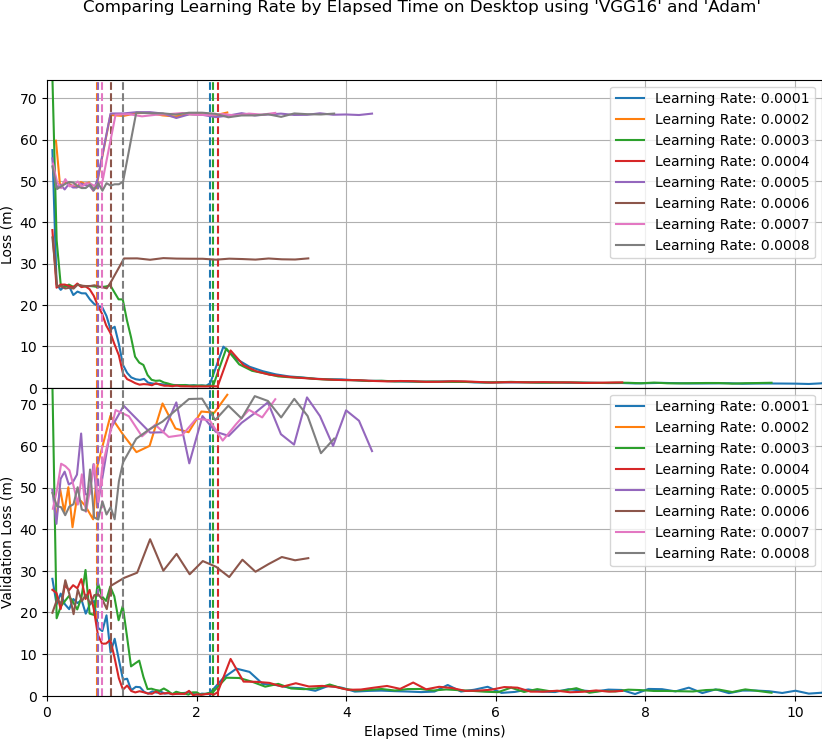 Comparing Learning Rate by Elapsed Time on Desktop using 'VGG16' and 'Adam'
Loss (m)
70
60
50
40
30
20
10
0
Learning Rate: 0.0001
Learning Rate: 0.0002
Learning Rate: 0.0003
Learning Rate: 0.0004
Learning Rate: 0.0005
Learning Rate: 0.0006
Learning Rate: 0.0007
Learning Rate: 0.0008
Validation Loss (m)
70
60
50
40
30
20
10
0
Learning Rate: 0.0001
Learning Rate: 0.0002
Learning Rate: 0.0003
Learning Rate: 0.0004
Learning Rate: 0.0005
Learning Rate: 0.0006
Learning Rate: 0.0007
Learning Rate: 0.0008
0 2 4 6 8 10
Elapsed Time (mins)